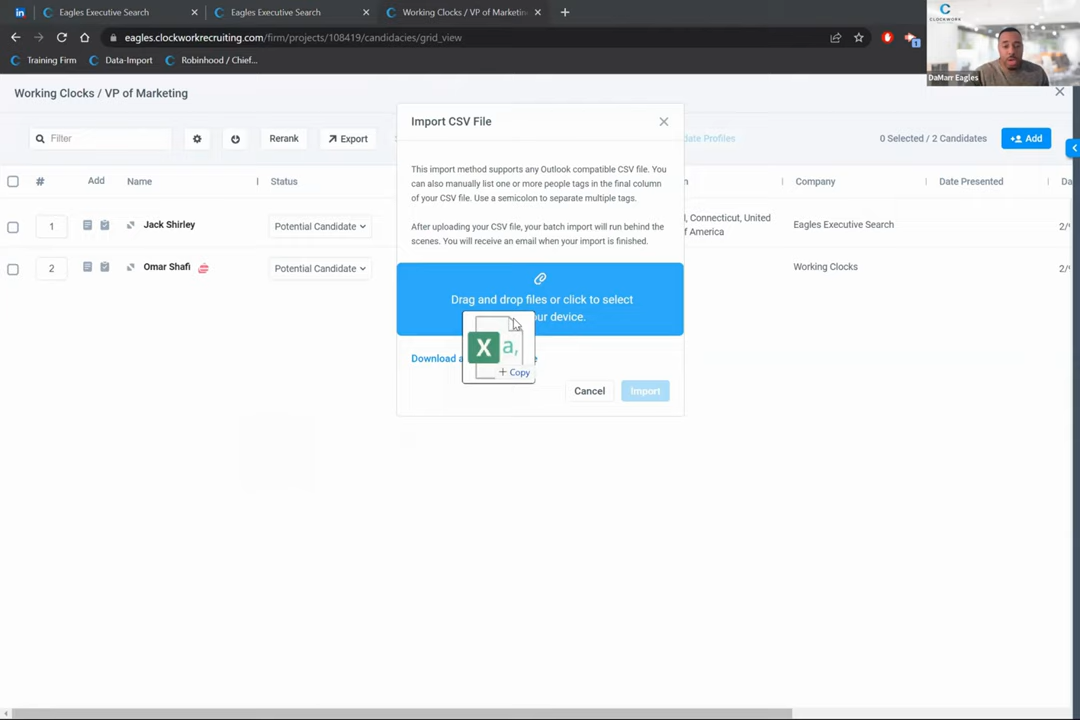 Eagles Executive Search
Eagles Executive Search
Working Clocks / VP of Marketin
eagles.clockworkrecruiting.com/firm/projects/108419/candidacies/grid_view
Training Firm
Data-Import
Robinhood / Chief...
CLOCKWORK
DaMarr Eagles
Working Clocks / VP of Marketing
Filter
Rerank
Export
date Profiles
0 Selected / 2 Candidates
Add
Import CSV File
This import method supports any Outlook compatible CSV file. You
can also manually list one or more people tags in the final column
of your CSV file. Use a semicolon to separate multiple tags.
After uploading your CSV file, your batch import will run behind the
scenes. You will receive an email when your import is finished.
Drag and drop files or click to select
our device.
X a,
+ Copy
Download a
e
Cancel
Import
#
Add
Name
Status
n
Company
Date Presented
Da
1
Jack Shirley
Potential Candidate
, Connecticut, United
of America
Eagles Executive Search
2/
2
Omar Shafi
Potential Candidate
Working Clocks
2/